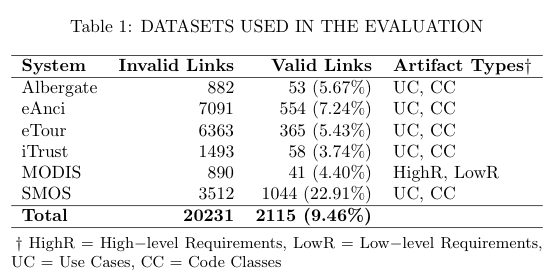 Table 1: DATASETS USED IN THE EVALUATION
System Invalid Links Valid Links Artifact Types†
Albergate 882 53 (5.67%) UC, CC
eAnci 7091 554 (7.24%) UC, CC
eTour 6363 365 (5.43%) UC, CC
iTrust 1493 58 (3.74%) UC, CC
MODIS 890 41 (4.40%) HighR, LowR
SMOS 3512 1044 (22.91%) UC, CC
Total 20231 2115 (9.46%)
† HighR = High−level Requirements, LowR = Low−level Requirements,
UC = Use Cases, CC = Code Classes